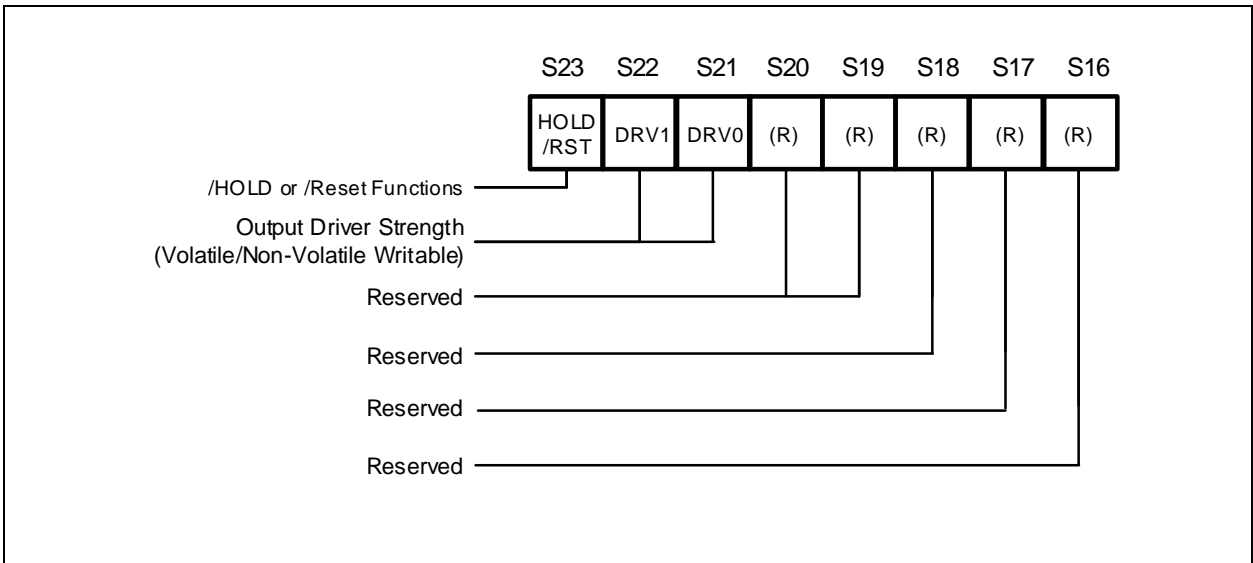 S23 S22 S21 S20 S19 S18 S17 S16
HOLD
/RST
DRV1 DRV0 (R) (R) (R) (R) (R)
/HOLD or /Reset Functions
Output Driver Strength
(Volatile/Non-Volatile Writable)
Reserved
Reserved
Reserved
Reserved